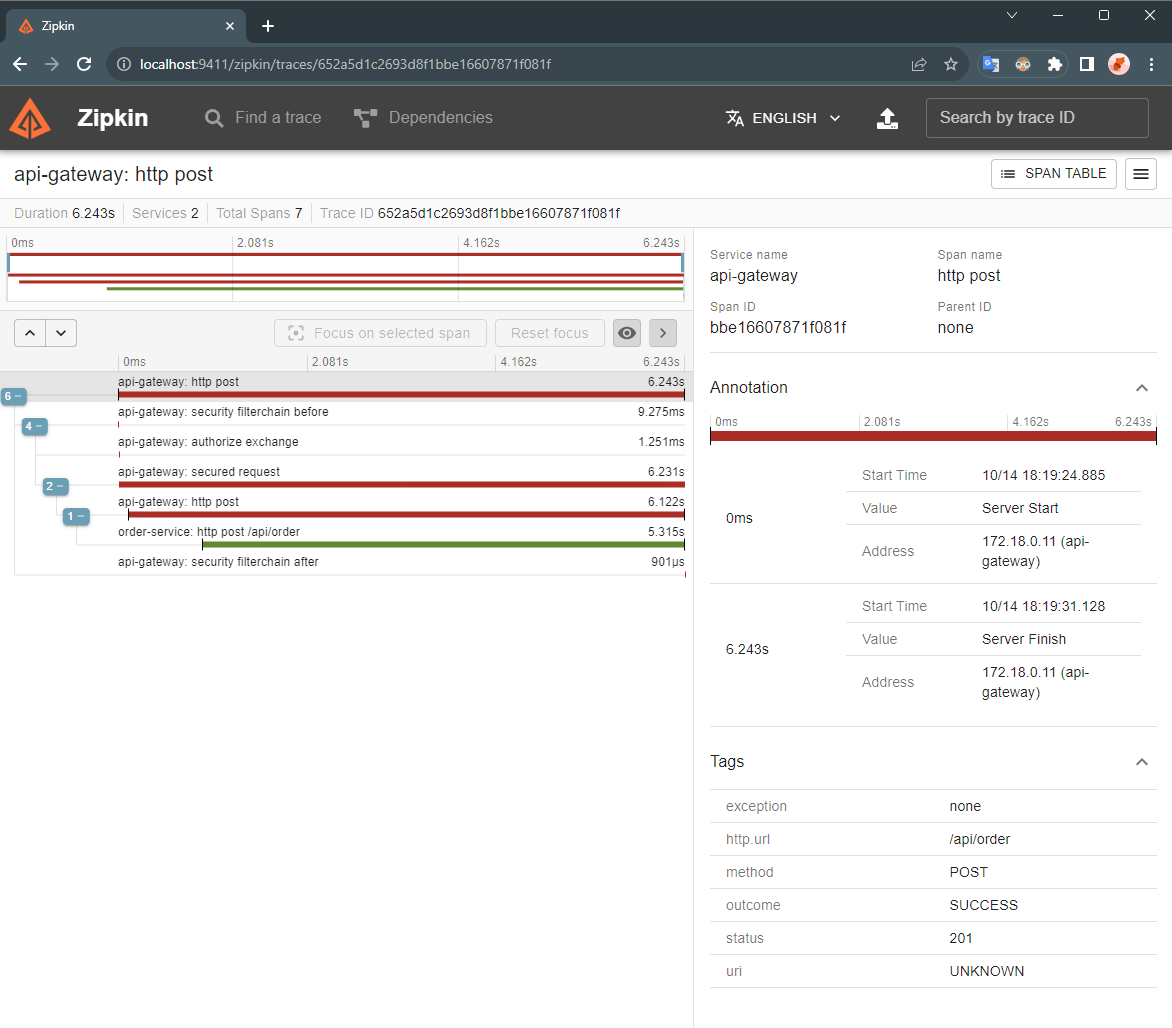 Zipkin
localhost:9411/zipkin/traces/652a5d1c2693d8f1bbe16607871f081f
Zipkin Find a trace Dependencies ENGLISH Search by trace ID
api-gateway: http post SPAN TABLE
Duration 6.243s Services 2 Total Spans 7 Trace ID 652a5d1c2693d8f1bbe16607871f081f
0ms 2.081s 4.162s 6.243s
Focus on selected span Reset focus
0ms 2.081s 4.162s 6.243s
api-gateway: http post 6.243s
6 −
api-gateway: security filterchain before 9.275ms
4 −
api-gateway: authorize exchange 1.251ms
api-gateway: secured request 6.231s
2 −
api-gateway: http post 6.122s
1 −
order-service: http post /api/order 5.315s
api-gateway: security filterchain after 901μs
Service name Span name
api-gateway http post
Span ID Parent ID
bbe16607871f081f none
Annotation
0ms 2.081s 4.162s 6.243s
0ms
Start Time 10/14 18:19:24.885
Value Server Start
Address 172.18.0.11 (api-
gateway)
6.243s
Start Time 10/14 18:19:31.128
Value Server Finish
Address 172.18.0.11 (api-
gateway)
Tags
exception none
http.url /api/order
method POST
outcome SUCCESS
status 201
uri UNKNOWN